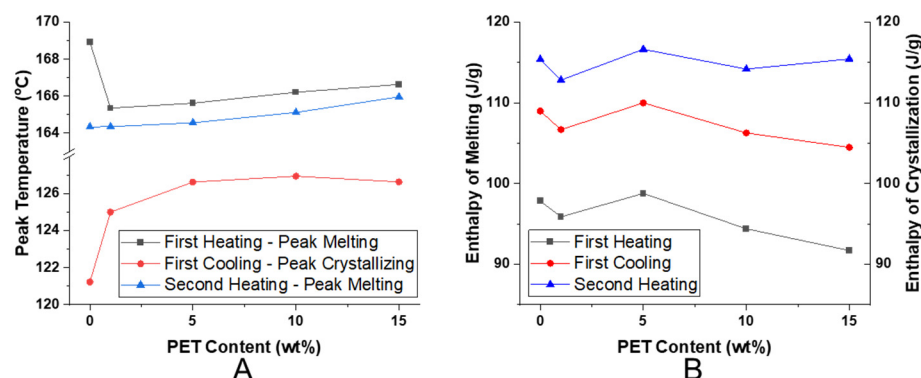 170
168
166
164
126
124
122
120
Peak Temperature (°C)
First Heating - Peak Melting
First Cooling - Peak Crystallizing
Second Heating - Peak Melting
0 5 10 15
PET Content (wt%)
A
120
110
100
90
Enthalpy of Melting (J/g)
First Heating
First Cooling
Second Heating
0 5 10 15
PET Content (wt%)
120
110
100
90
Enthalpy of Crystallization (J/g)
B